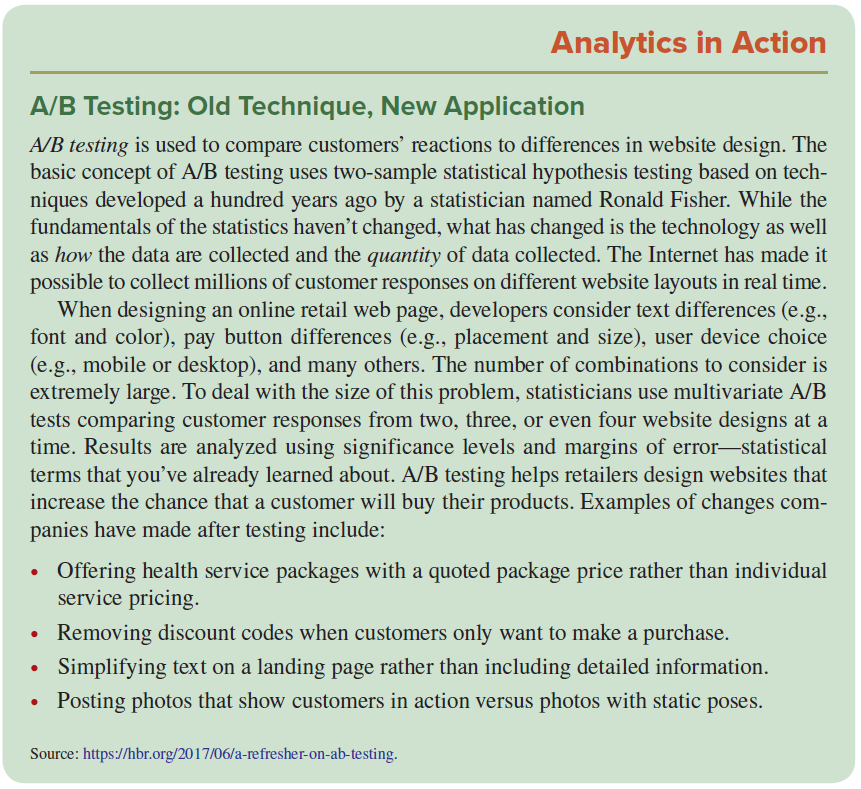 Analytics in Action
A/B Testing: Old Technique, New Application
A/B testing is used to compare customers’ reactions to differences in website design. The
basic concept of A/B testing uses two-sample statistical hypothesis testing based on tech-
niques developed a hundred years ago by a statistician named Ronald Fisher. While the
fundamentals of the statistics haven’t changed, what has changed is the technology as well
as how the data are collected and the quantity of data collected. The Internet has made it
possible to collect millions of customer responses on different website layouts in real time.
When designing an online retail web page, developers consider text differences (e.g.,
font and color), pay button differences (e.g., placement and size), user device choice
(e.g., mobile or desktop), and many others. The number of combinations to consider is
extremely large. To deal with the size of this problem, statisticians use multivariate A/B
tests comparing customer responses from two, three, or even four website designs at a
time. Results are analyzed using significance levels and margins of error—statistical
terms that you’ve already learned about. A/B testing helps retailers design websites that
increase the chance that a customer will buy their products. Examples of changes com-
panies have made after testing include:
• Offering health service packages with a quoted package price rather than individual
service pricing.
• Removing discount codes when customers only want to make a purchase.
• Simplifying text on a landing page rather than including detailed information.
• Posting photos that show customers in action versus photos with static poses.
Source: https://hbr.org/2017/06/a-refresher-on-ab-testing.